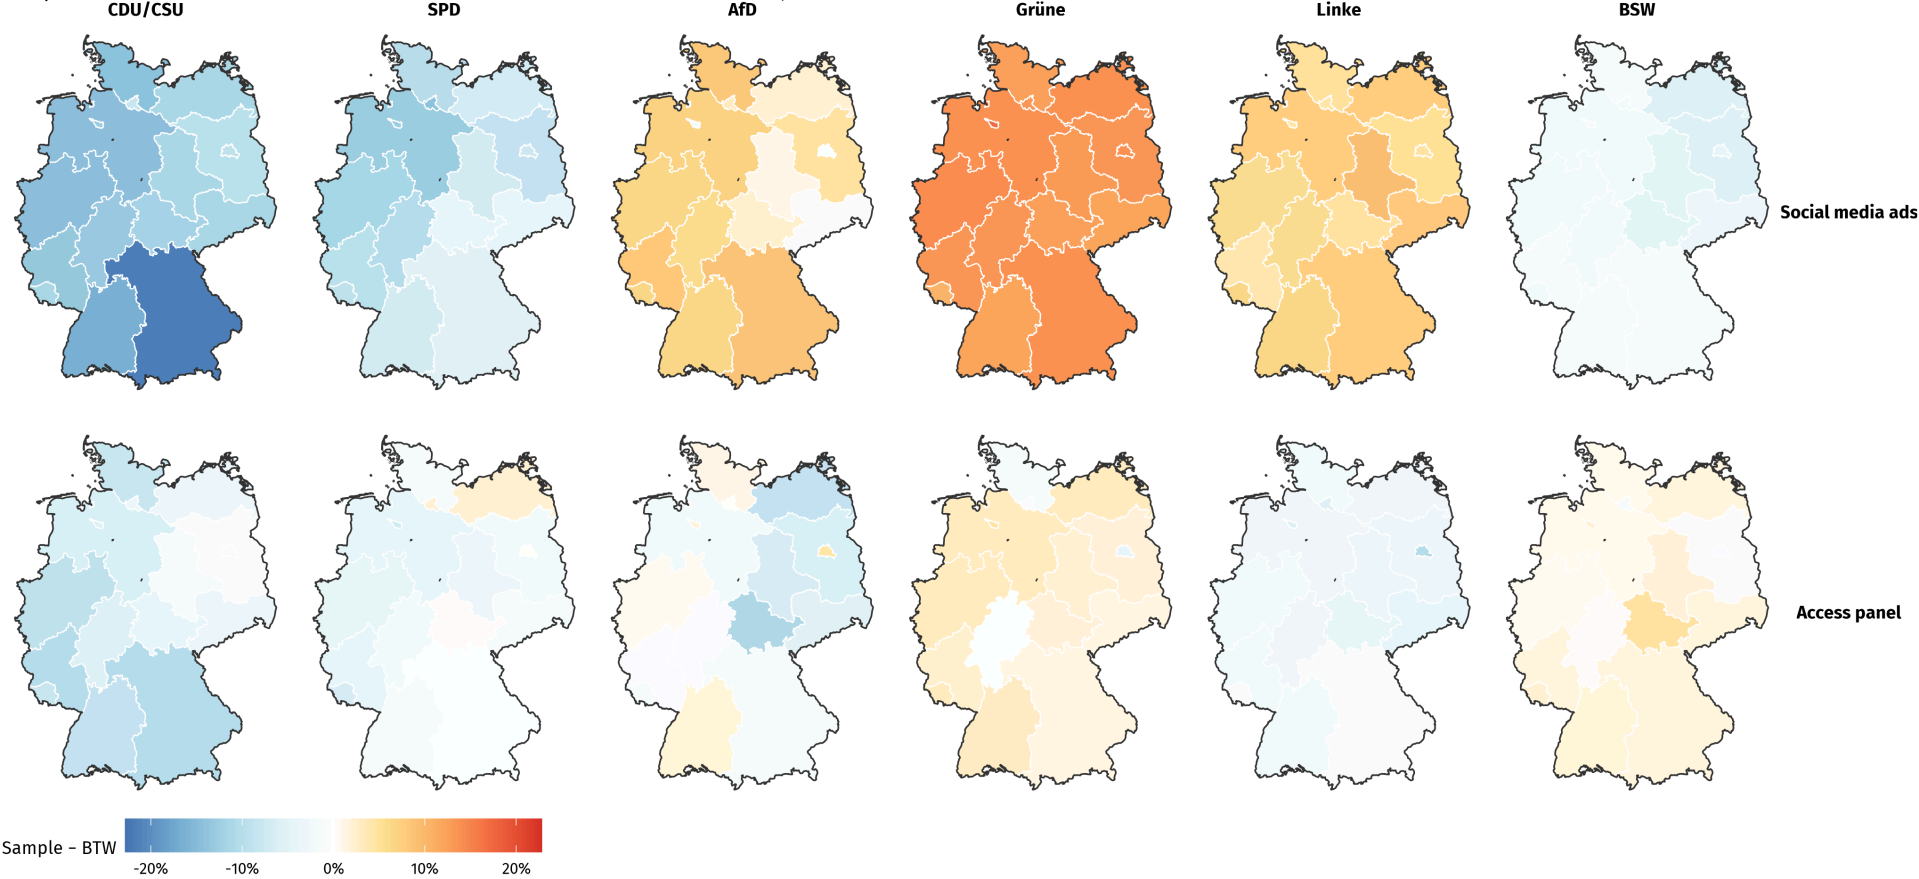 CDU/CSU SPD AfD Grüne Linke BSW
Social media ads
Access panel
Sample − BTW
-20% -10% 0% 10% 20%